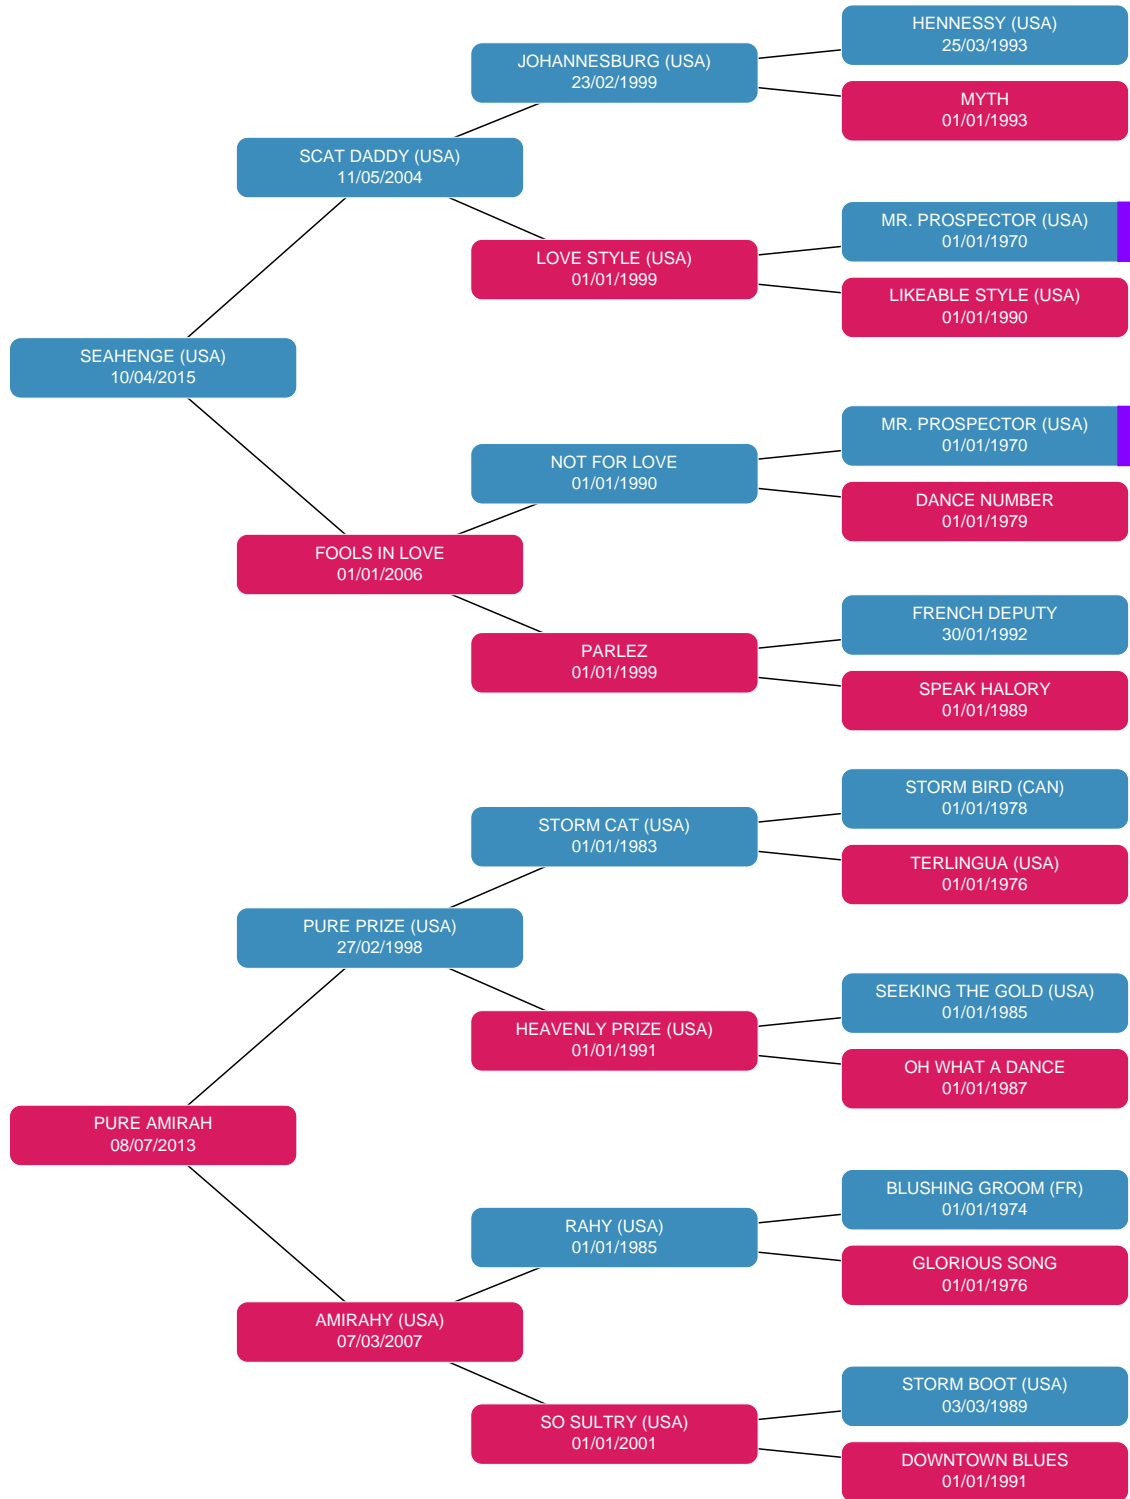 HENNESSY (USA)
25/03/1993
JOHANNESBURG (USA)
23/02/1999
MYTH
01/01/1993
SCAT DADDY (USA)
11/05/2004
MR. PROSPECTOR (USA)
01/01/1970
LOVE STYLE (USA)
01/01/1999
LIKEABLE STYLE (USA)
01/01/1990
SEAHENGE (USA)
10/04/2015
MR. PROSPECTOR (USA)
01/01/1970
NOT FOR LOVE
01/01/1990
DANCE NUMBER
01/01/1979
FOOLS IN LOVE
01/01/2006
FRENCH DEPUTY
30/01/1992
PARLEZ
01/01/1999
SPEAK HALORY
01/01/1989
STORM BIRD (CAN)
01/01/1978
STORM CAT (USA)
01/01/1983
TERLINGUA (USA)
01/01/1976
PURE PRIZE (USA)
27/02/1998
SEEKING THE GOLD (USA)
01/01/1985
HEAVENLY PRIZE (USA)
01/01/1991
OH WHAT A DANCE
01/01/1987
PURE AMIRAH
08/07/2013
BLUSHING GROOM (FR)
01/01/1974
RAHY (USA)
01/01/1985
GLORIOUS SONG
01/01/1976
AMIRAHY (USA)
07/03/2007
STORM BOOT (USA)
03/03/1989
SO SULTRY (USA)
01/01/2001
DOWNTOWN BLUES
01/01/1991